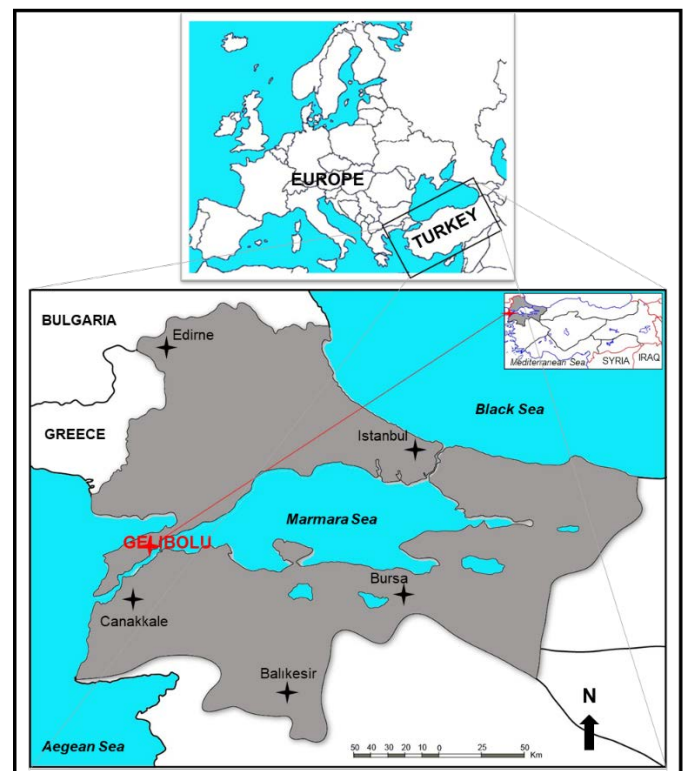 EUROPE
TURKEY
BULGARIA
Edirne
GREECE
Mediterranean Sea
SYRIA
IRAQ
Black Sea
Istanbul
Marmara Sea
GELIBOLU
Bursa
Canakkale
Balıkesir
N
Aegean Sea
50 40 30 20 10 0 25 50
Km